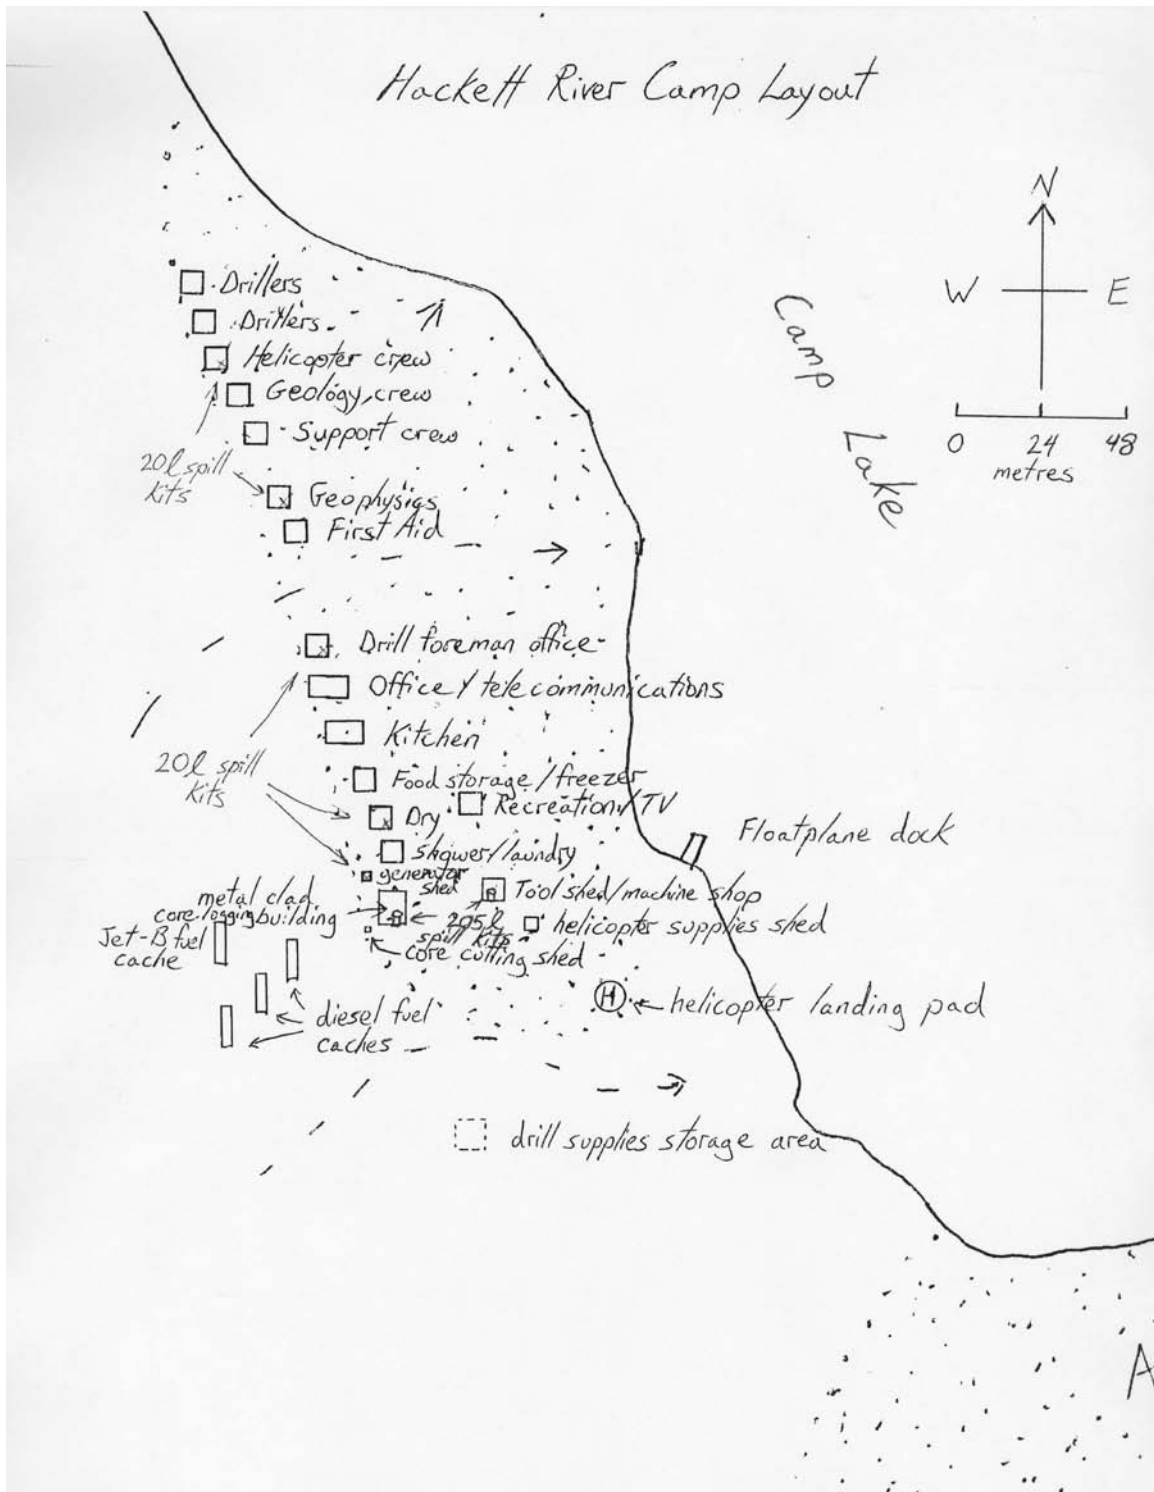 Hackett River Camp Layout
N
W E
0 24 48
metres
Camp
Lake
Drillers
Drillers
Helicopter crew
Geology crew
Support crew
20l spill
kits
Geophysics
First Aid
Drill foreman office
Office / telecommunications
Kitchen
20l spill
kits
Food storage / freezer
Recreation / TV
Dry
Floatplane dock
Shower/laundry
generator
shed
Tool shed/machine shop
metal clad
core logging building
205l
spill kits
helicopter supplies shed
core cutting shed
Jet-B fuel
cache
H
helicopter landing pad
diesel fuel
caches
drill supplies storage area
A